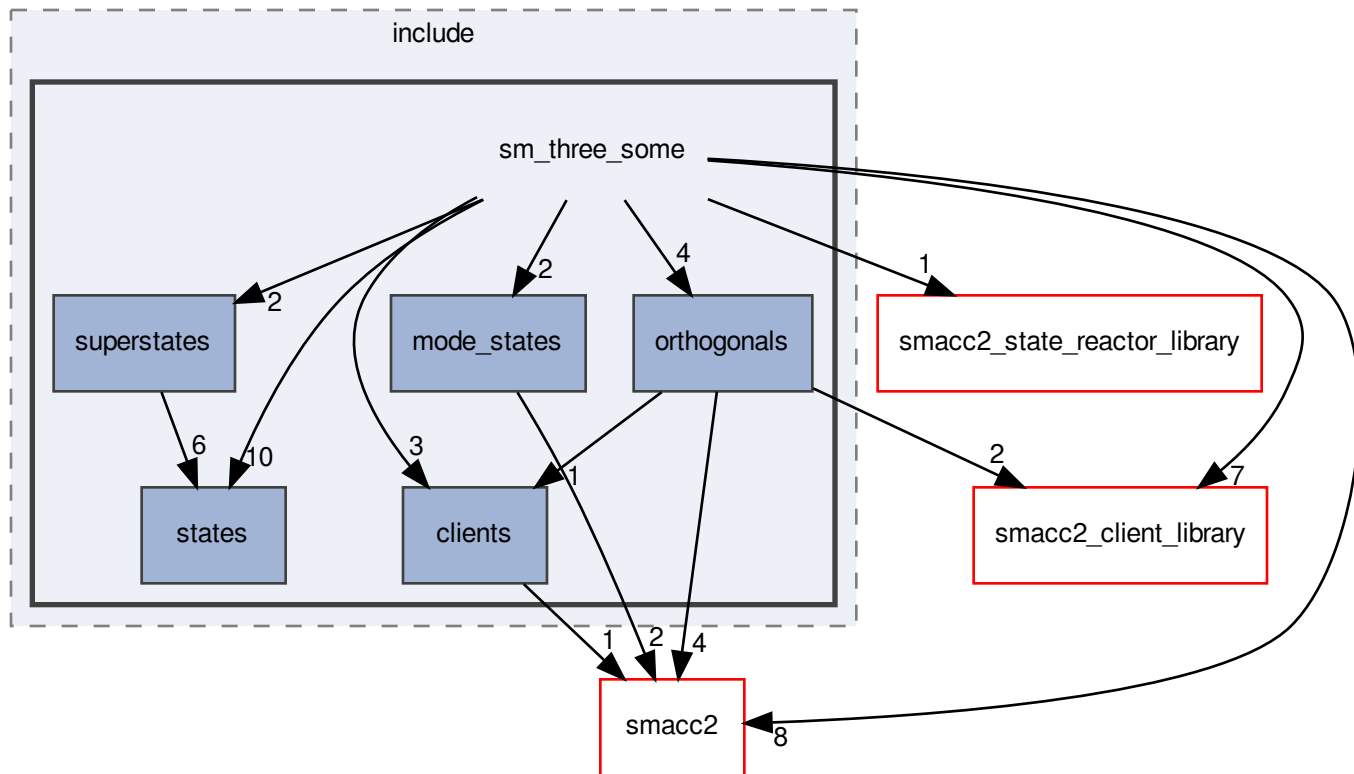 include
sm_three_some
2
2
4
1
superstates
mode_states
orthogonals
smacc2_state_reactor_library
6
10
3
1
2
7
states
clients
smacc2_client_library
1
2
4
smacc2
8